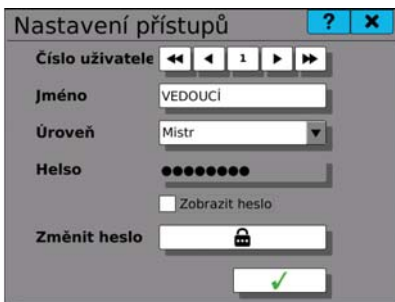 Nastavení přístupů ? ×
Číslo uživatele 1
Jméno VEDOUCÍ
Úroveň Mistr
Helso ●●●●●●●●
Zobrazit heslo
Změnit heslo